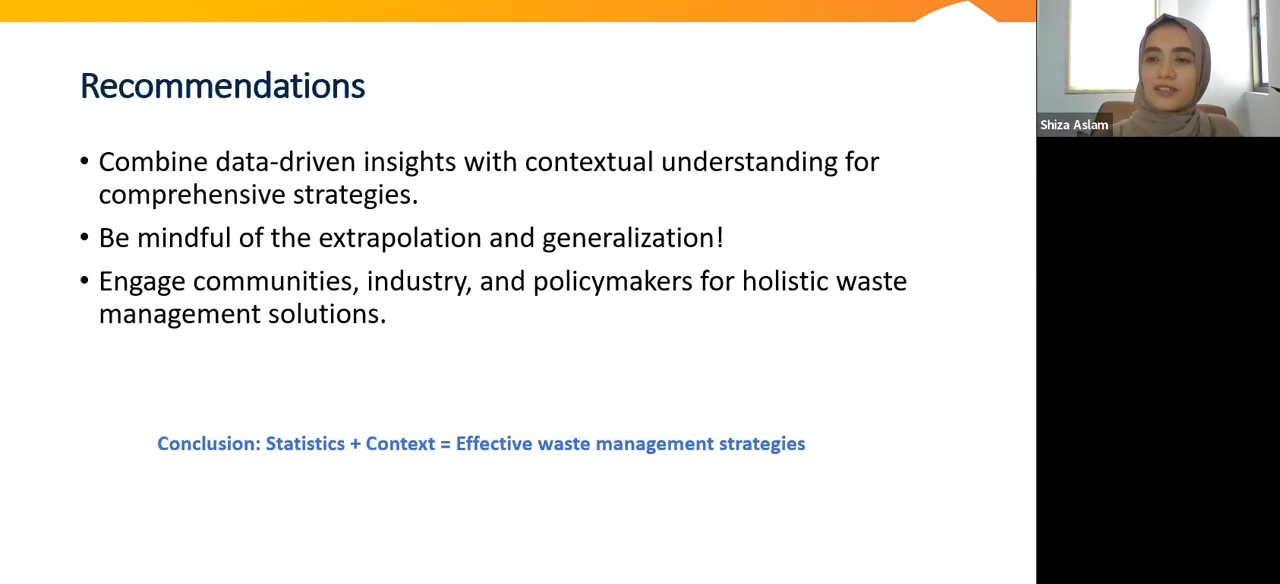 Recommendations
• Combine data-driven insights with contextual understanding for
comprehensive strategies.
• Be mindful of the extrapolation and generalization!
• Engage communities, industry, and policymakers for holistic waste
management solutions.
Conclusion: Statistics + Context = Effective waste management strategies
Shiza Aslam